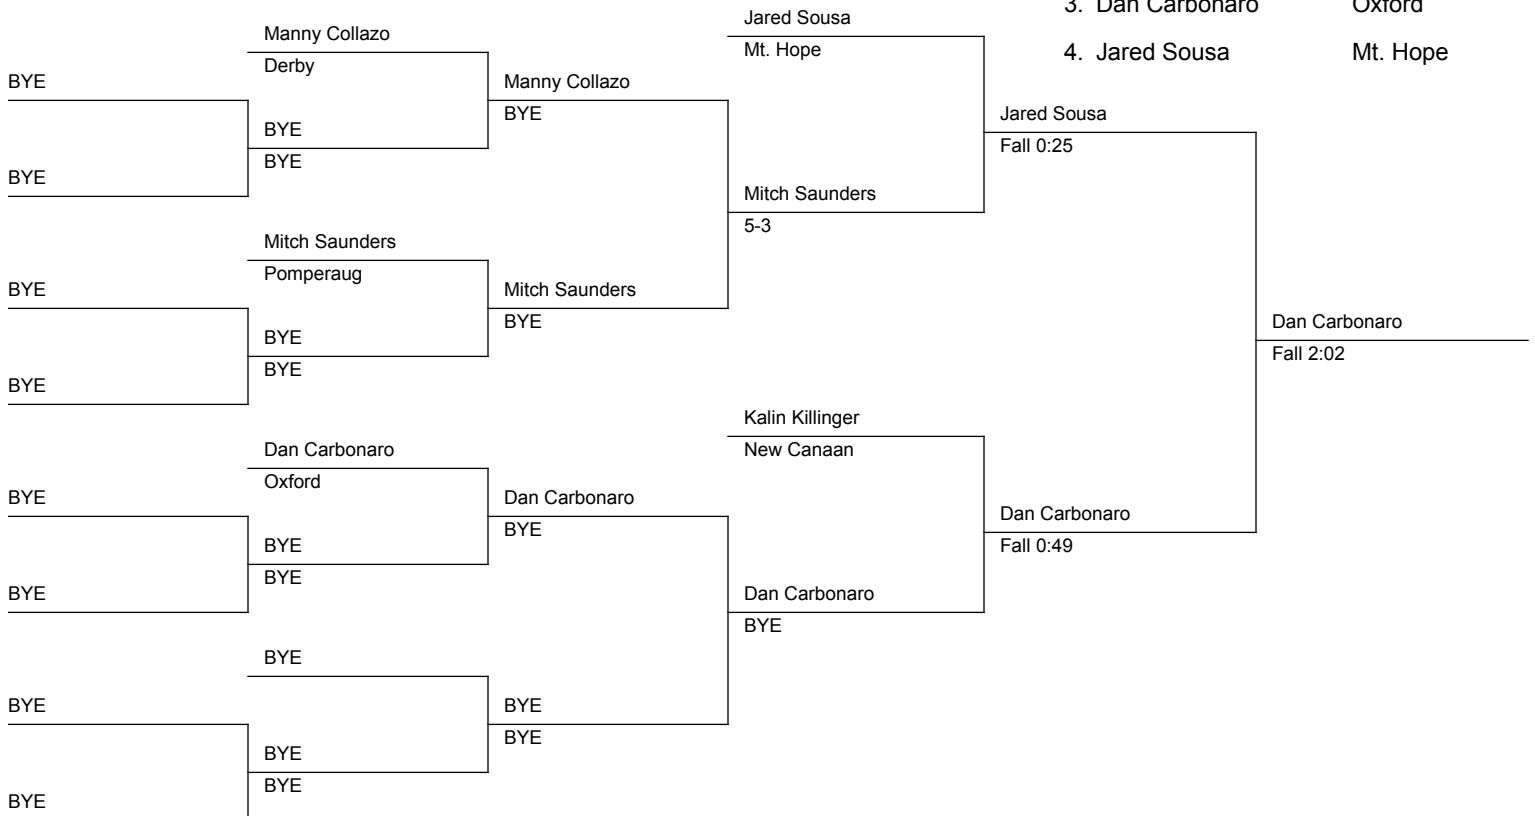 3. Dan Carbonaro Oxford
4. Jared Sousa Mt. Hope
BYE
BYE
BYE
BYE
BYE
BYE
BYE
BYE
Manny Collazo
Derby
BYE
BYE
Mitch Saunders
Pomperaug
BYE
BYE
Dan Carbonaro
Oxford
BYE
BYE
BYE
BYE
BYE
Manny Collazo
BYE
Mitch Saunders
BYE
Dan Carbonaro
BYE
BYE
BYE
Jared Sousa
Mt. Hope
Mitch Saunders
5-3
Kalin Killinger
New Canaan
Dan Carbonaro
BYE
Jared Sousa
Fall 0:25
Dan Carbonaro
Fall 0:49
Dan Carbonaro
Fall 2:02